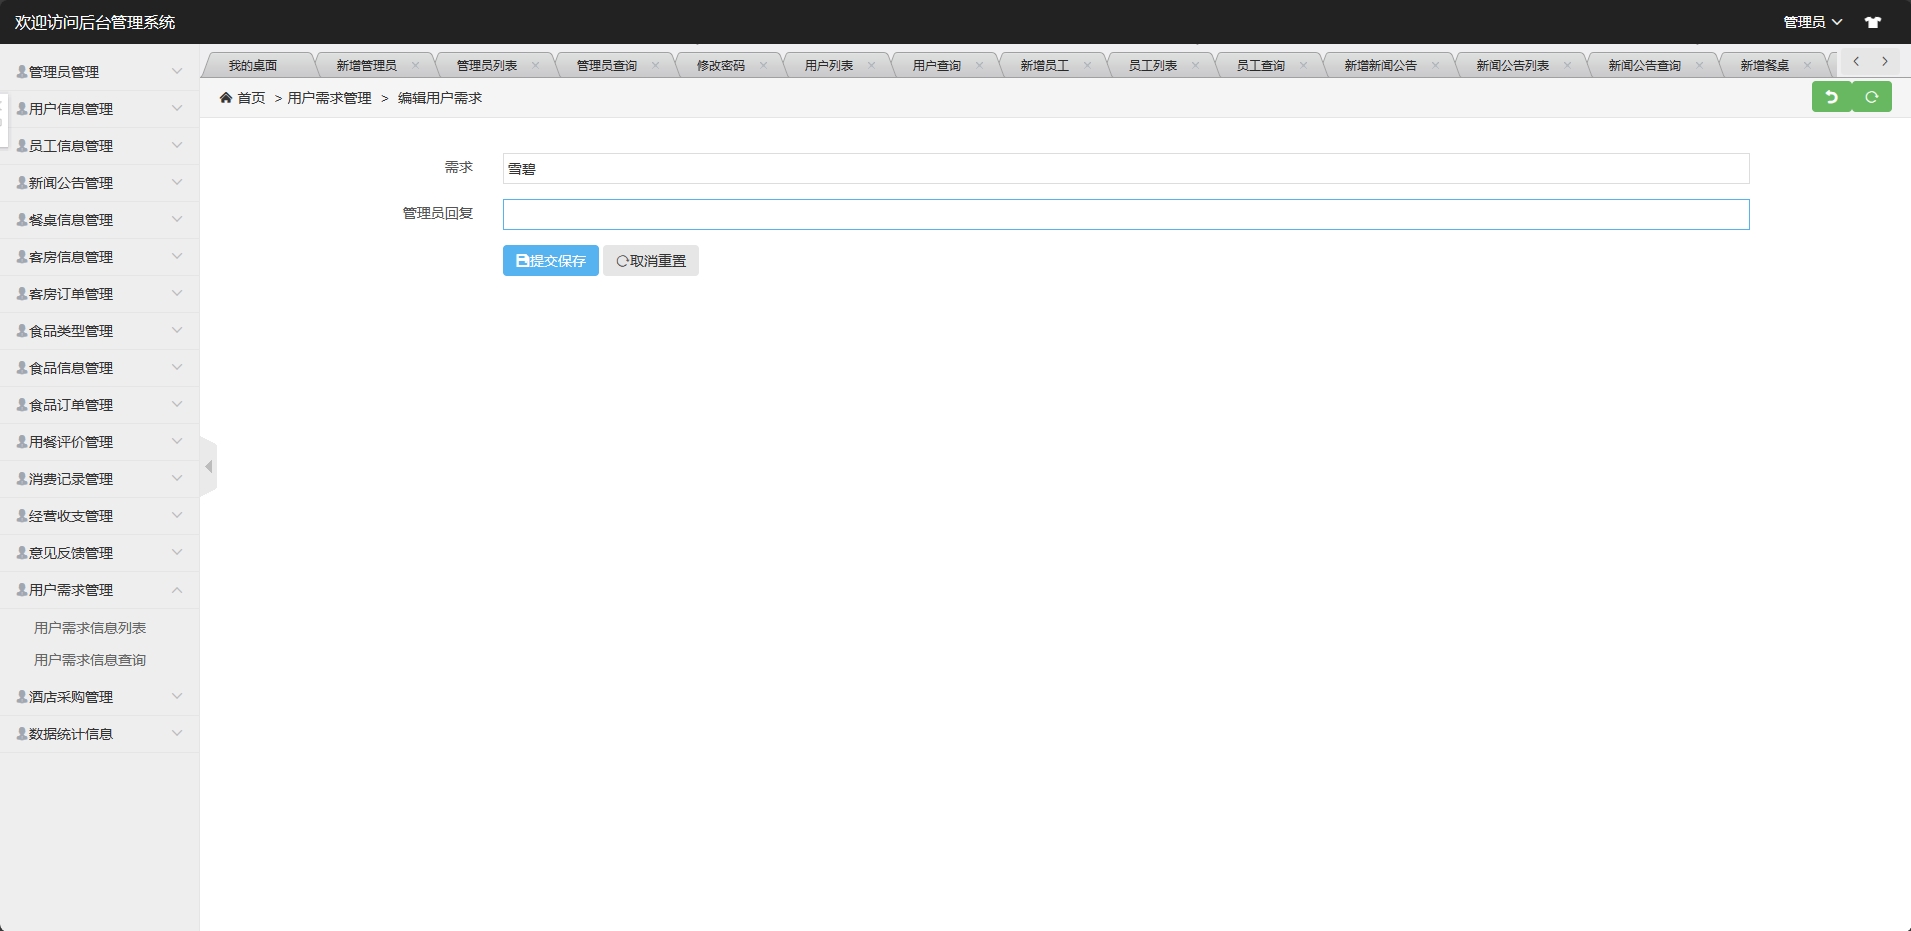 欢迎访问后台管理系统
管理员
我的桌面
新增管理员
管理员列表
管理员查询
修改密码
用户列表
用户查询
新增员工
员工列表
员工查询
新增新闻公告
新闻公告列表
新闻公告查询
新增餐桌
首页 > 用户需求管理 > 编辑用户需求
管理员管理
用户信息管理
员工信息管理
新闻公告管理
餐桌信息管理
客房信息管理
客房订单管理
食品类型管理
食品信息管理
食品订单管理
用餐评价管理
消费记录管理
经营收支管理
意见反馈管理
用户需求管理
用户需求信息列表
用户需求信息查询
酒店采购管理
数据统计信息
需求
雪碧
管理员回复
提交保存
取消重置